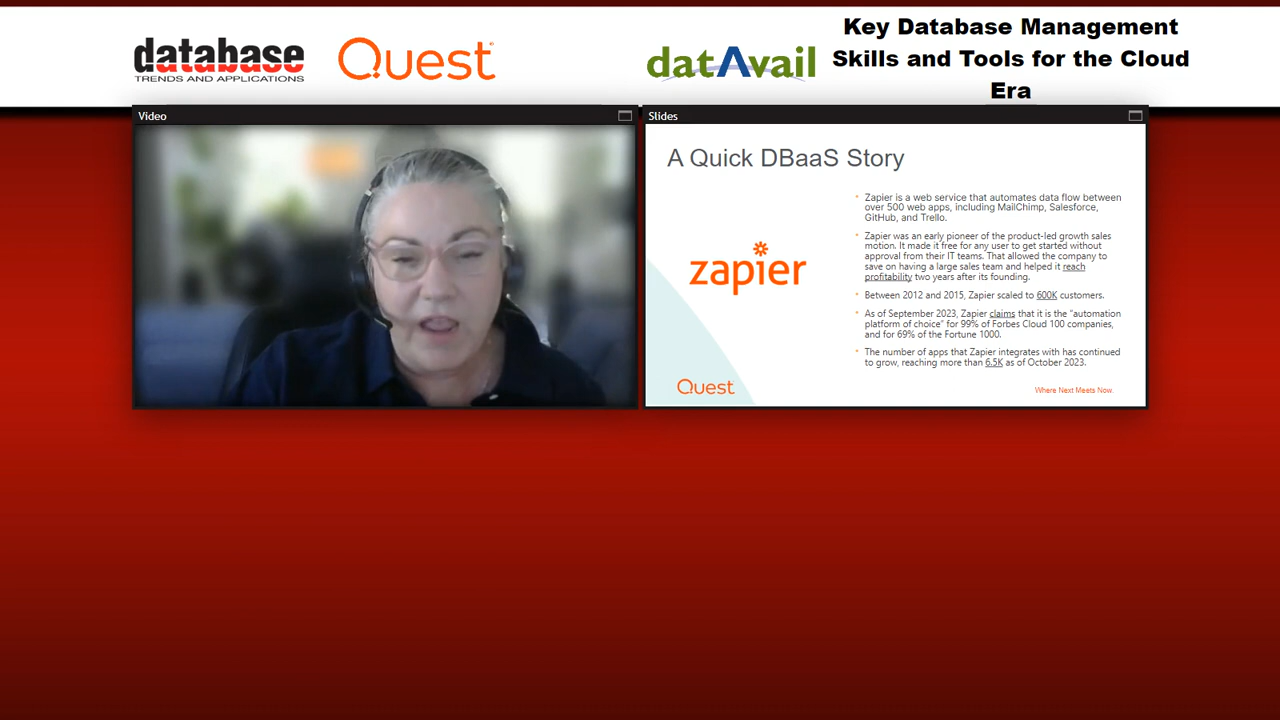 database
TRENDS AND APPLICATIONS
Quest
datAvail
Key Database Management
Skills and Tools for the Cloud
Era
Video
Slides
A Quick DBaaS Story
zapier
Zapier is a web service that automates data flow between
over 500 web apps, including MailChimp, Salesforce,
GitHub, and Trello.
Zapier was an early pioneer of the product-led growth sales
motion. It made it free for any user to get started without
approval from their IT teams. That allowed the company to
save on having a large sales team and helped it reach
profitability two years after its founding.
Between 2012 and 2015, Zapier scaled to 600K customers.
As of September 2023, Zapier claims that it is the “automation
platform of choice” for 99% of Forbes Cloud 100 companies,
and for 69% of the Fortune 1000.
The number of apps that Zapier integrates with has continued
to grow, reaching more than 6.5K as of October 2023.
Quest
Where Next Meets Now.